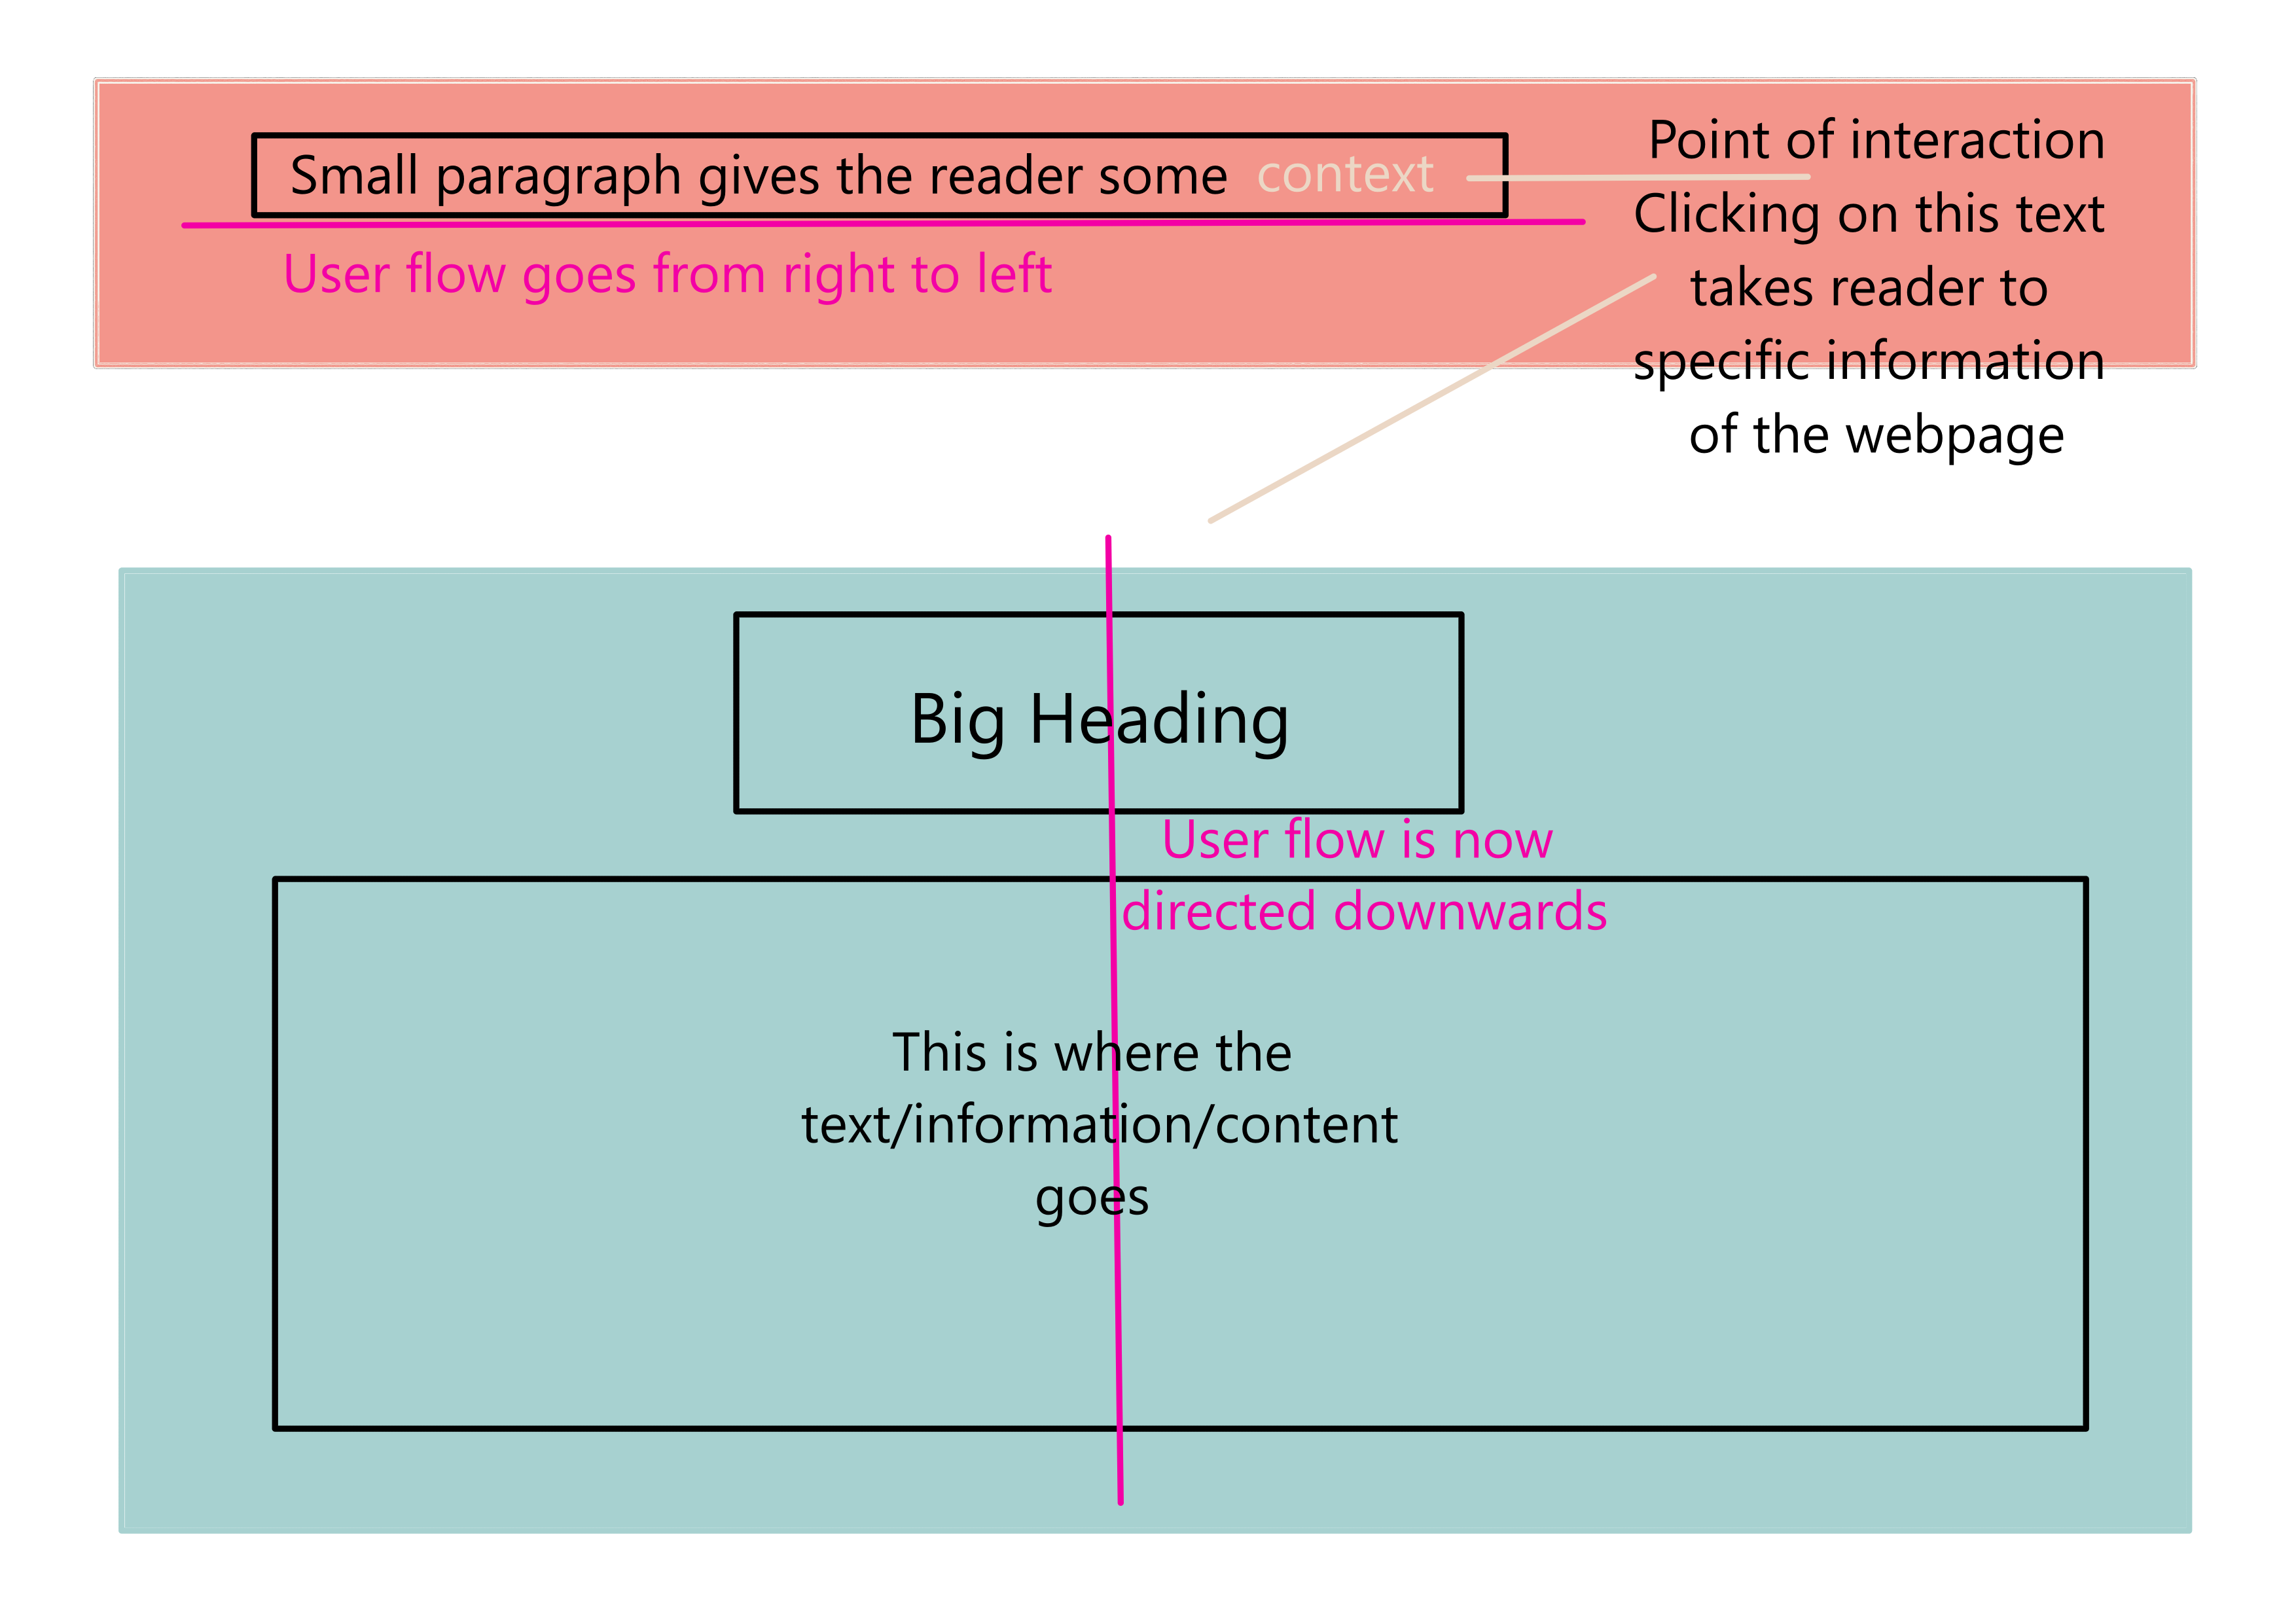 Small paragraph gives the reader some context
User flow goes from right to left
Point of interaction
Clicking on this text
takes reader to
specific information
of the webpage
Big Heading
User flow is now
directed downwards
This is where the
text/information/content
goes